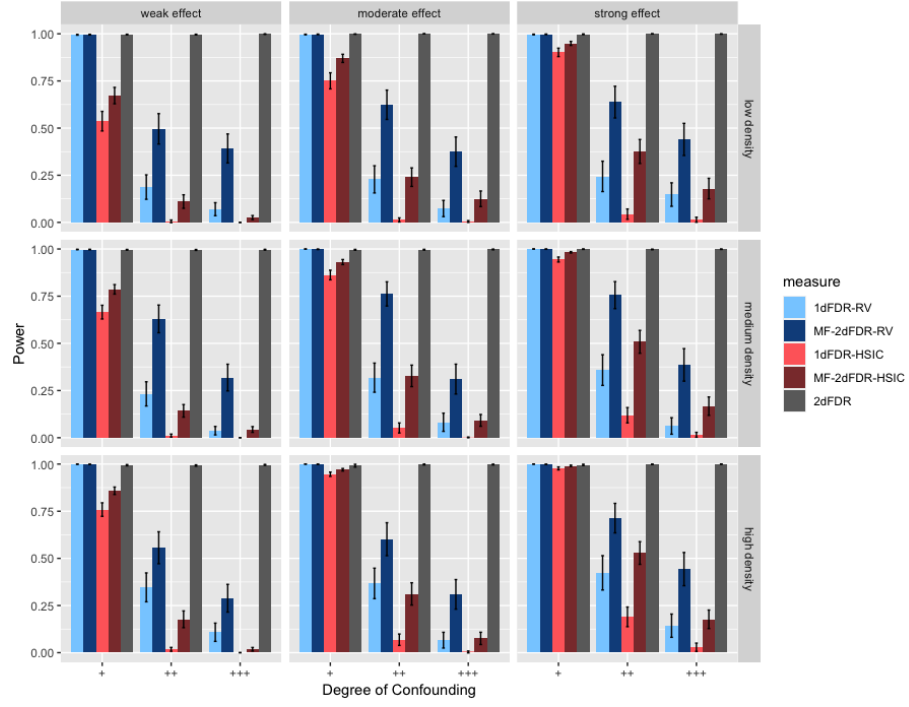 weak effect
moderate effect
strong effect
1.00
0.75
0.50
0.25
0.00
low density
1.00
0.75
0.50
0.25
0.00
medium density
1.00
0.75
0.50
0.25
0.00
high density
Power
+
++
+++
+
++
+++
+
++
+++
Degree of Confounding
measure
1dFDR-RV
MF-2dFDR-RV
1dFDR-HSIC
MF-2dFDR-HSIC
2dFDR